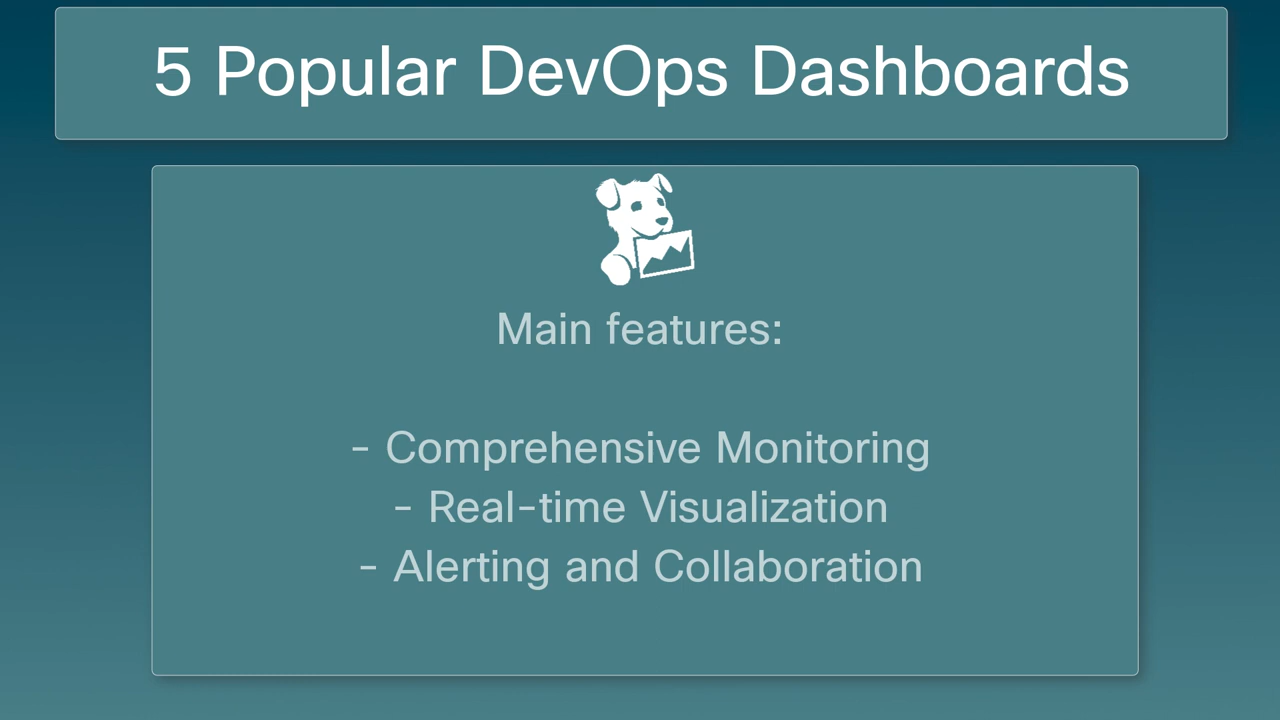 5 Popular DevOps Dashboards
Main features:
- Comprehensive Monitoring
- Real-time Visualization
- Alerting and Collaboration